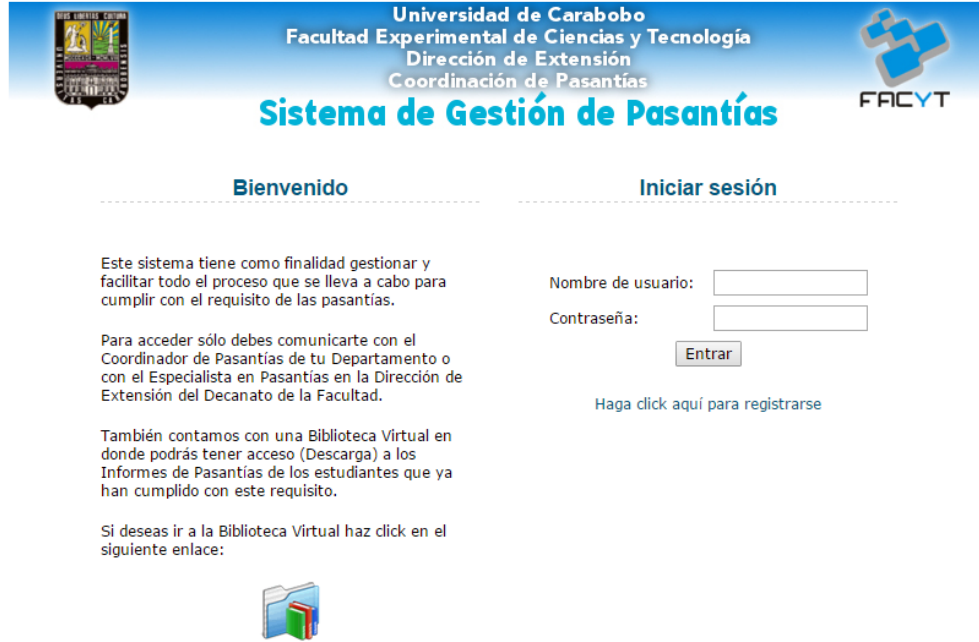 DEUS LIBERTAS CULTURA
Universidad de Carabobo
Facultad Experimental de Ciencias y Tecnología
Dirección de Extensión
Coordinación de Pasantías
Sistema de Gestión de Pasantías
FACYT
Bienvenido
Este sistema tiene como finalidad gestionar y
facilitar todo el proceso que se lleva a cabo para
cumplir con el requisito de las pasantías.
Para acceder sólo debes comunicarte con el
Coordinador de Pasantías de tu Departamento o
con el Especialista en Pasantías en la Dirección de
Extensión del Decanato de la Facultad.
También contamos con una Biblioteca Virtual en
donde podrás tener acceso (Descarga) a los
Informes de Pasantías de los estudiantes que ya
han cumplido con este requisito.
Si deseas ir a la Biblioteca Virtual haz click en el
siguiente enlace:
Iniciar sesión
Nombre de usuario:
Contraseña:
Entrar
Haga click aquí para registrarse